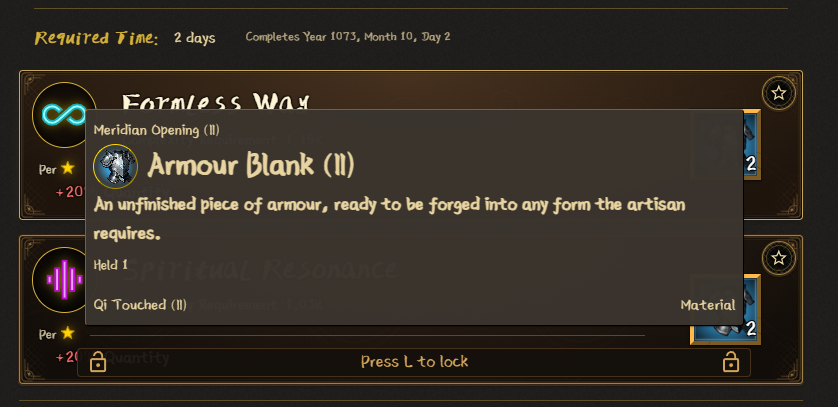 Required Time: 2 days Completes Year 1073, Month 10, Day 2
Formless Way
Meridian Opening (II)
Armour Blank (II)
Per
2
+20
An unfinished piece of armour, ready to be forged into any form the artisan
requires.
Held 1
Spiritual Resonance
Qi Touched (II) Material
Per
2
+20
Quantity
Press L to lock